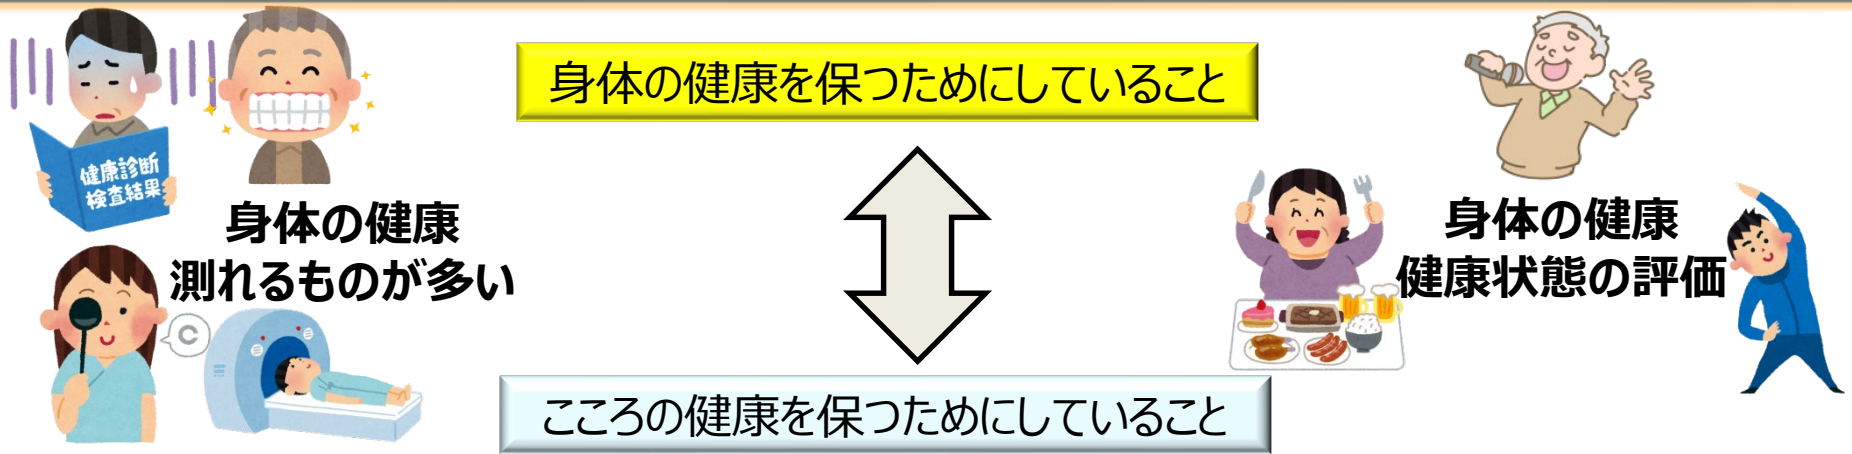 身体の健康を保つためにしていること
健康診断
検査結果
身体の健康
測れるものが多い
C
身体の健康
健康状態の評価
こころの健康を保つためにしていること